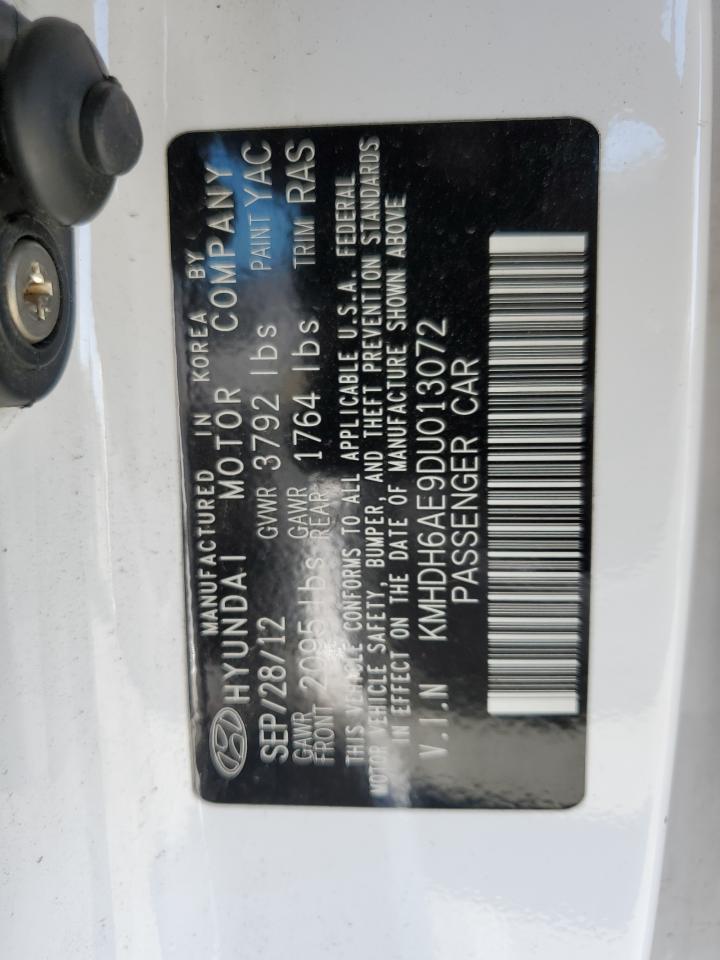 MANUFACTURED IN KOREA BY
HYUNDAI MOTOR COMPANY
SEP/28/12 GVWR 3792 lbs PAINT YAC
GAWR FRONT 2095 lbs GAWR REAR 1764 lbs TRIM RAS
THIS VEHICLE CONFORMS TO ALL APPLICABLE U.S.A. FEDERAL
MOTOR VEHICLE SAFETY, BUMPER, AND THEFT PREVENTION STANDARDS
IN EFFECT ON THE DATE OF MANUFACTURE SHOWN ABOVE
V.I.N KMHDH6AE9DU013072
PASSENGER CAR